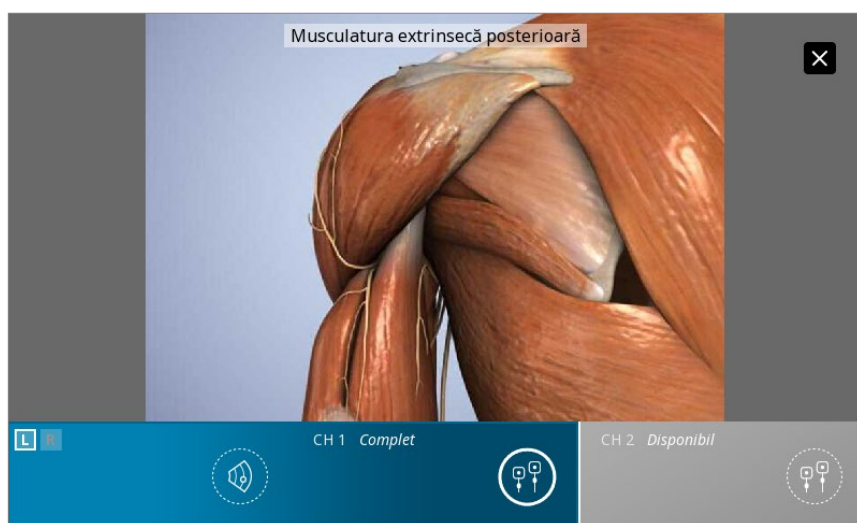 Musculatura extrinsecă posterioară
L R
CH 1 Complet
CH 2 Disponibil